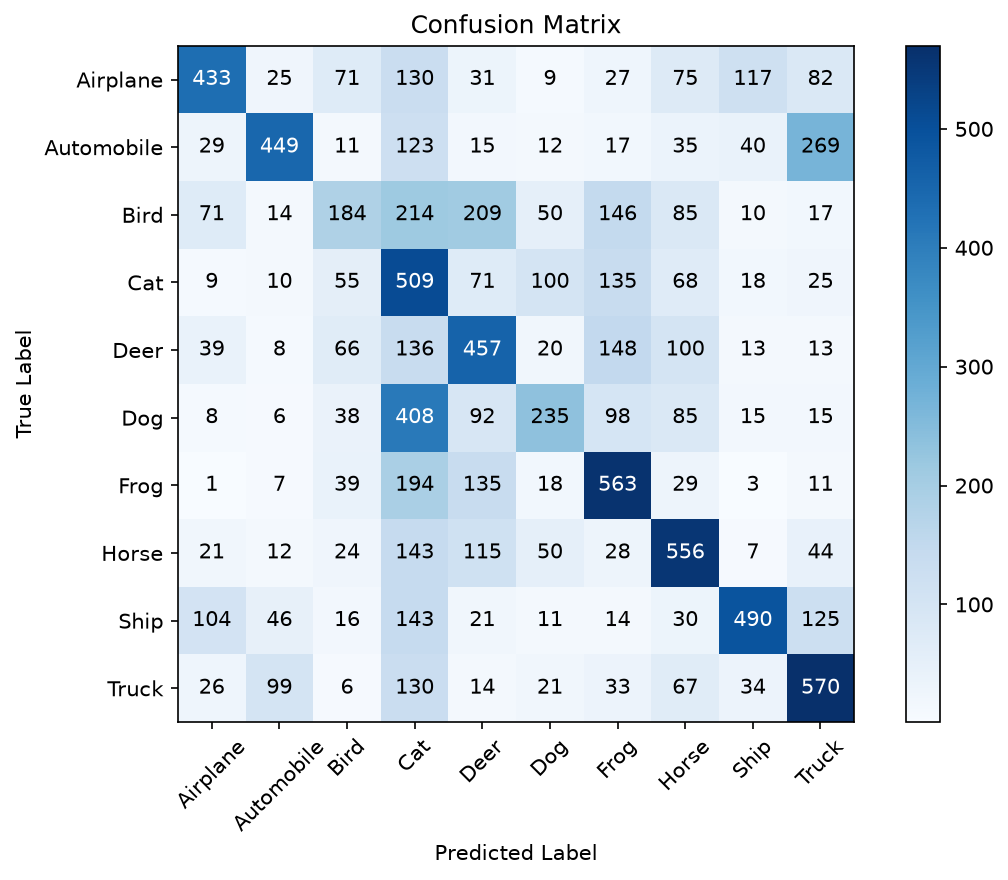 Confusion Matrix
Airplane 433 25 71 130 31 9 27 75 117 82
Automobile 29 449 11 123 15 12 17 35 40 269
Bird 71 14 184 214 209 50 146 85 10 17
Cat 9 10 55 509 71 100 135 68 18 25
Deer 39 8 66 136 457 20 148 100 13 13
Dog 8 6 38 408 92 235 98 85 15 15
Frog 1 7 39 194 135 18 563 29 3 11
Horse 21 12 24 143 115 50 28 556 7 44
Ship 104 46 16 143 21 11 14 30 490 125
Truck 26 99 6 130 14 21 33 67 34 570
Airplane Automobile Bird Cat Deer Dog Frog Horse Ship Truck
Predicted Label
True Label
500
400
300
200
100